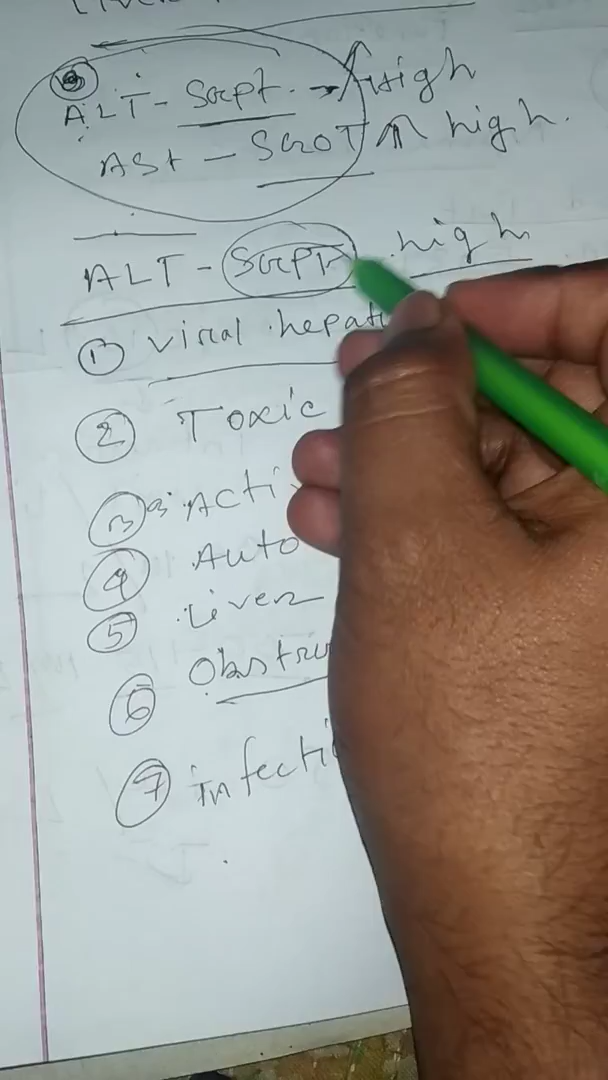 ALT - SGPT. → ↑ High
ASt - SGOT ↑ high.
ALT - SGPT high
① viral hepat
② Toxic
③ Acti
④ Auto
⑤ Liver
⑥ Obstru
⑦ infecti